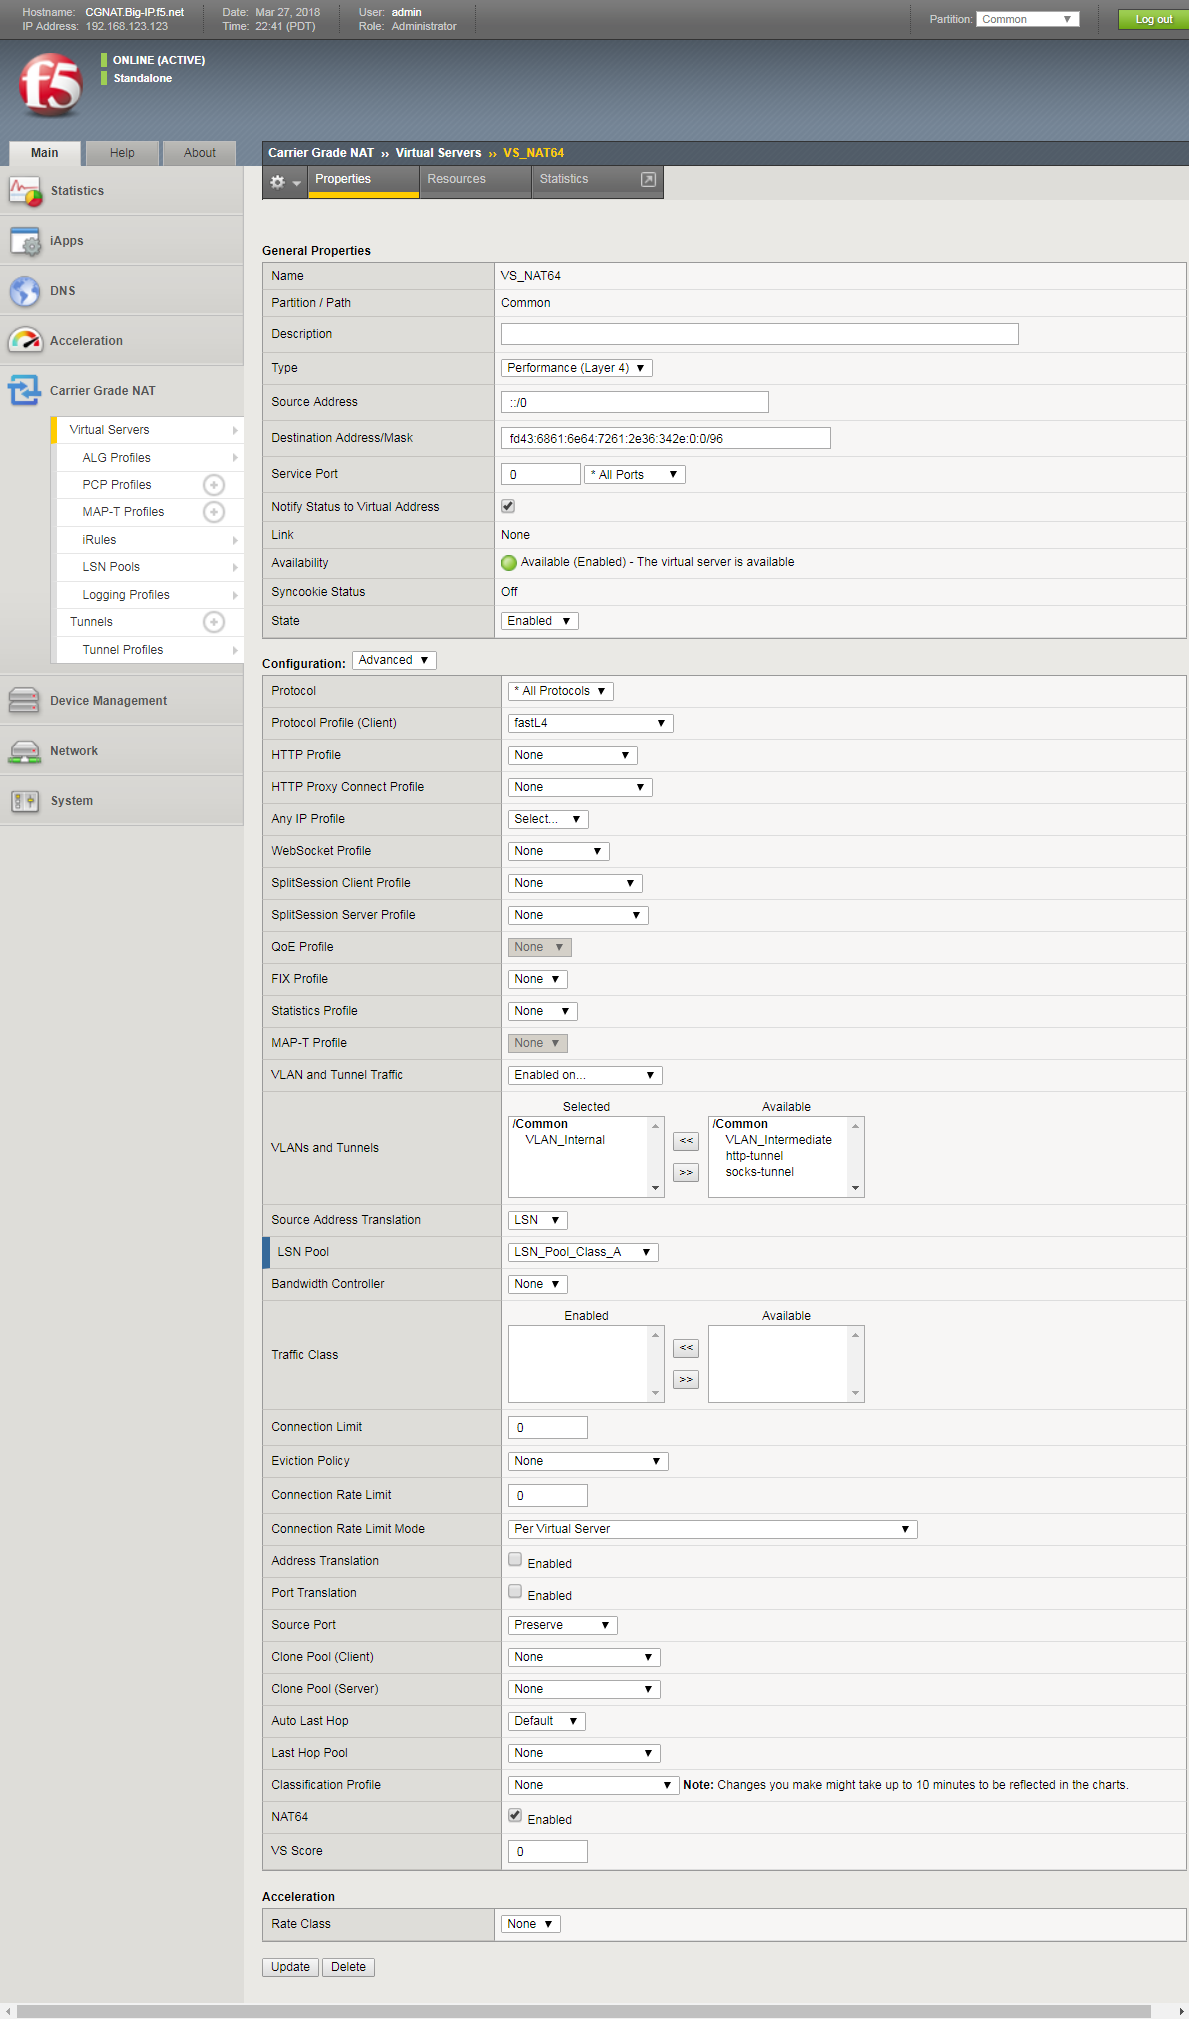 Hostname: CGNAT.Big-IP.f5.net Date: Mar 27, 2018 User: admin
IP Address: 192.168.123.123 Time: 22:41 (PDT) Role: Administrator
Partition: Common
Log out
f5
ONLINE (ACTIVE)
Standalone
Main Help About
Carrier Grade NAT ›› Virtual Servers ›› VS_NAT64
Properties Resources Statistics
Statistics
iApps
DNS
Acceleration
Carrier Grade NAT
Virtual Servers
ALG Profiles
PCP Profiles
MAP-T Profiles
iRules
LSN Pools
Logging Profiles
Tunnels
Tunnel Profiles
Device Management
Network
System
General Properties
Name VS_NAT64
Partition / Path Common
Description
Type Performance (Layer 4)
Source Address ::/0
Destination Address/Mask fd43:6861:6e64:7261:2e36:342e:0:0/96
Service Port 0 * All Ports
Notify Status to Virtual Address
Link None
Availability Available (Enabled) - The virtual server is available
Syncookie Status Off
State Enabled
Configuration: Advanced
Protocol * All Protocols
Protocol Profile (Client) fastL4
HTTP Profile None
HTTP Proxy Connect Profile None
Any IP Profile Select...
WebSocket Profile None
SplitSession Client Profile None
SplitSession Server Profile None
QoE Profile None
FIX Profile None
Statistics Profile None
MAP-T Profile None
VLAN and Tunnel Traffic Enabled on...
VLANs and Tunnels
Selected Available
/Common /Common
VLAN_Internal << VLAN_Intermediate
http-tunnel
>> socks-tunnel
Source Address Translation LSN
LSN Pool LSN_Pool_Class_A
Bandwidth Controller None
Traffic Class
Enabled Available
<<
>>
Connection Limit 0
Eviction Policy None
Connection Rate Limit 0
Connection Rate Limit Mode Per Virtual Server
Address Translation Enabled
Port Translation Enabled
Source Port Preserve
Clone Pool (Client) None
Clone Pool (Server) None
Auto Last Hop Default
Last Hop Pool None
Classification Profile None Note: Changes you make might take up to 10 minutes to be reflected in the charts.
NAT64 Enabled
VS Score 0
Acceleration
Rate Class None
Update Delete